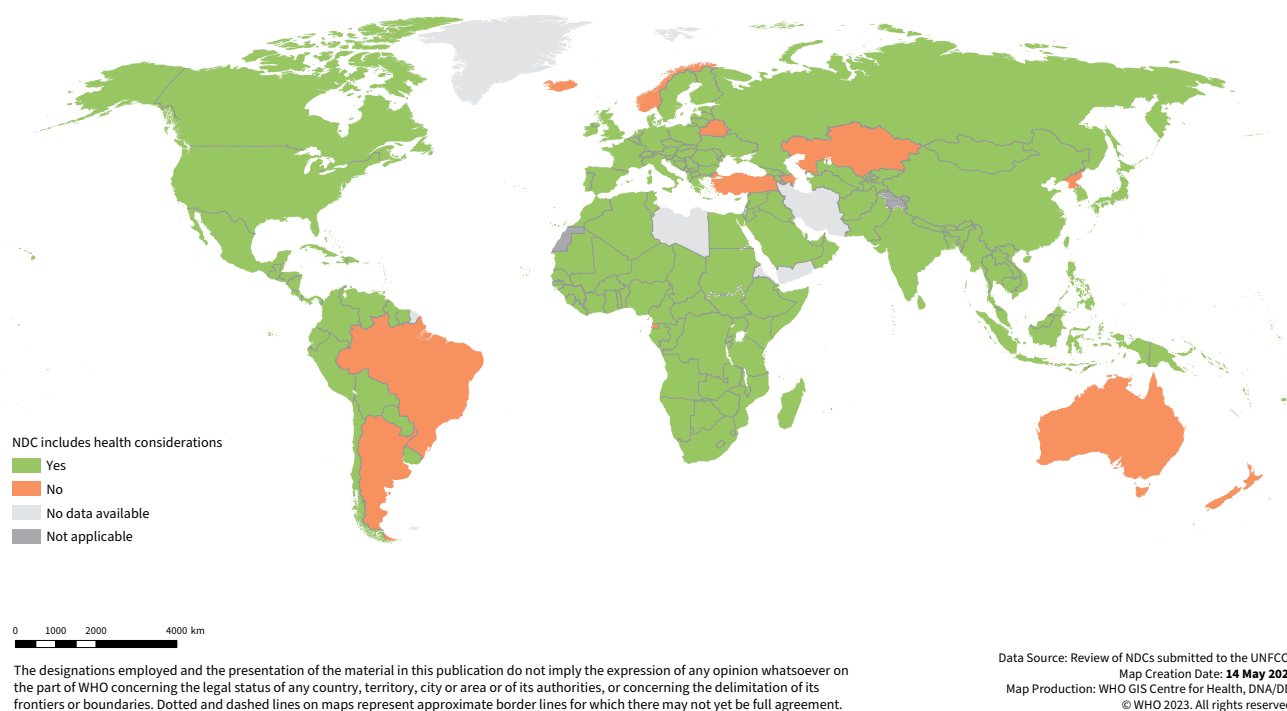 NDC includes health considerations
Yes
No
No data available
Not applicable
0 1000 2000 4000 km
The designations employed and the presentation of the material in this publication do not imply the expression of any opinion whatsoever on
the part of WHO concerning the legal status of any country, territory, city or area or of its authorities, or concerning the delimitation of its
frontiers or boundaries. Dotted and dashed lines on maps represent approximate border lines for which there may not yet be full agreement.
Data Source: Review of NDCs submitted to the
Map Creation Date: 14 May
Map Production: WHO GIS Centre for Health,
© WHO 2023. All rights